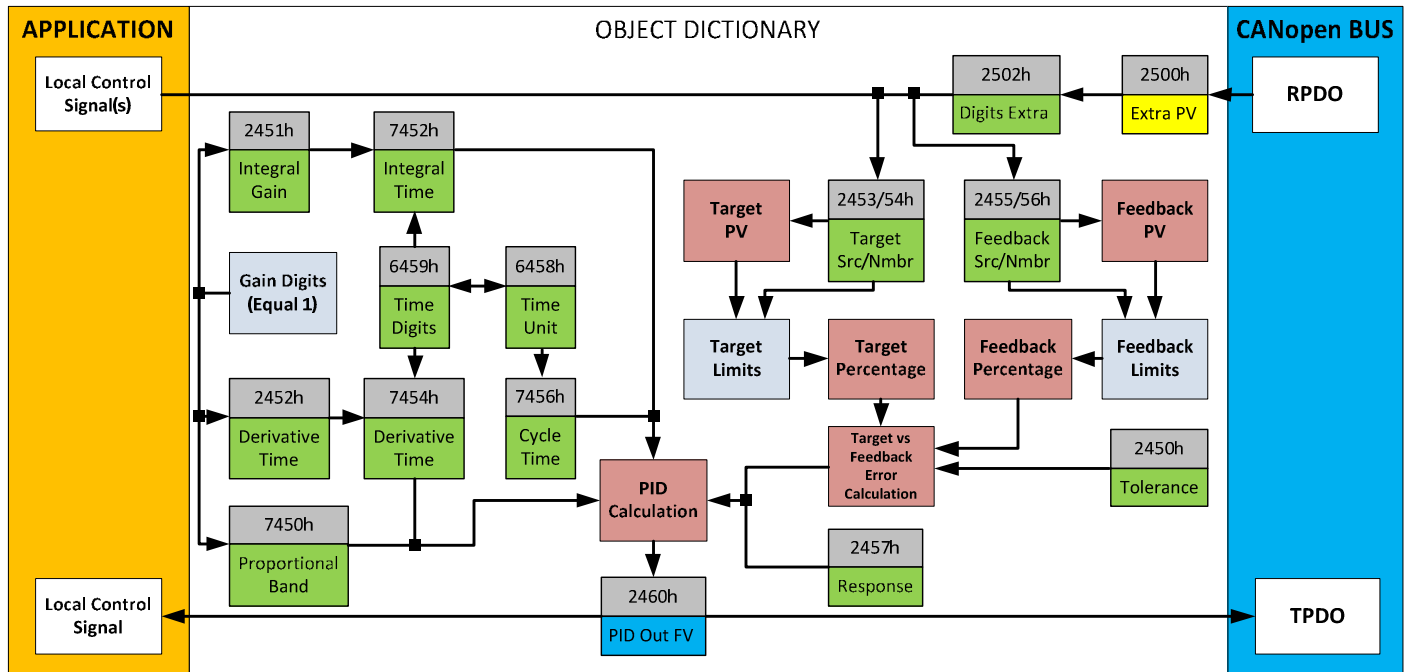 APPLICATION
OBJECT DICTIONARY
CANopen BUS
Local Control
Signal(s)
2502h
Digits Extra
2500h
Extra PV
RPDO
2451h
Integral
Gain
7452h
Integral
Time
Target
PV
2453/54h
Target
Src/Nmbr
2455/56h
Feedback
Src/Nmbr
Feedback
PV
Gain Digits
(Equal 1)
6459h
Time
Digits
6458h
Time
Unit
Target
Limits
Target
Percentage
Feedback
Percentage
Feedback
Limits
2452h
Derivative
Time
7454h
Derivative
Time
7456h
Cycle
Time
Target vs
Feedback
Error
Calculation
2450h
Tolerance
PID
Calculation
7450h
Proportional
Band
2457h
Response
Local Control
Signal
2460h
PID Out FV
TPDO